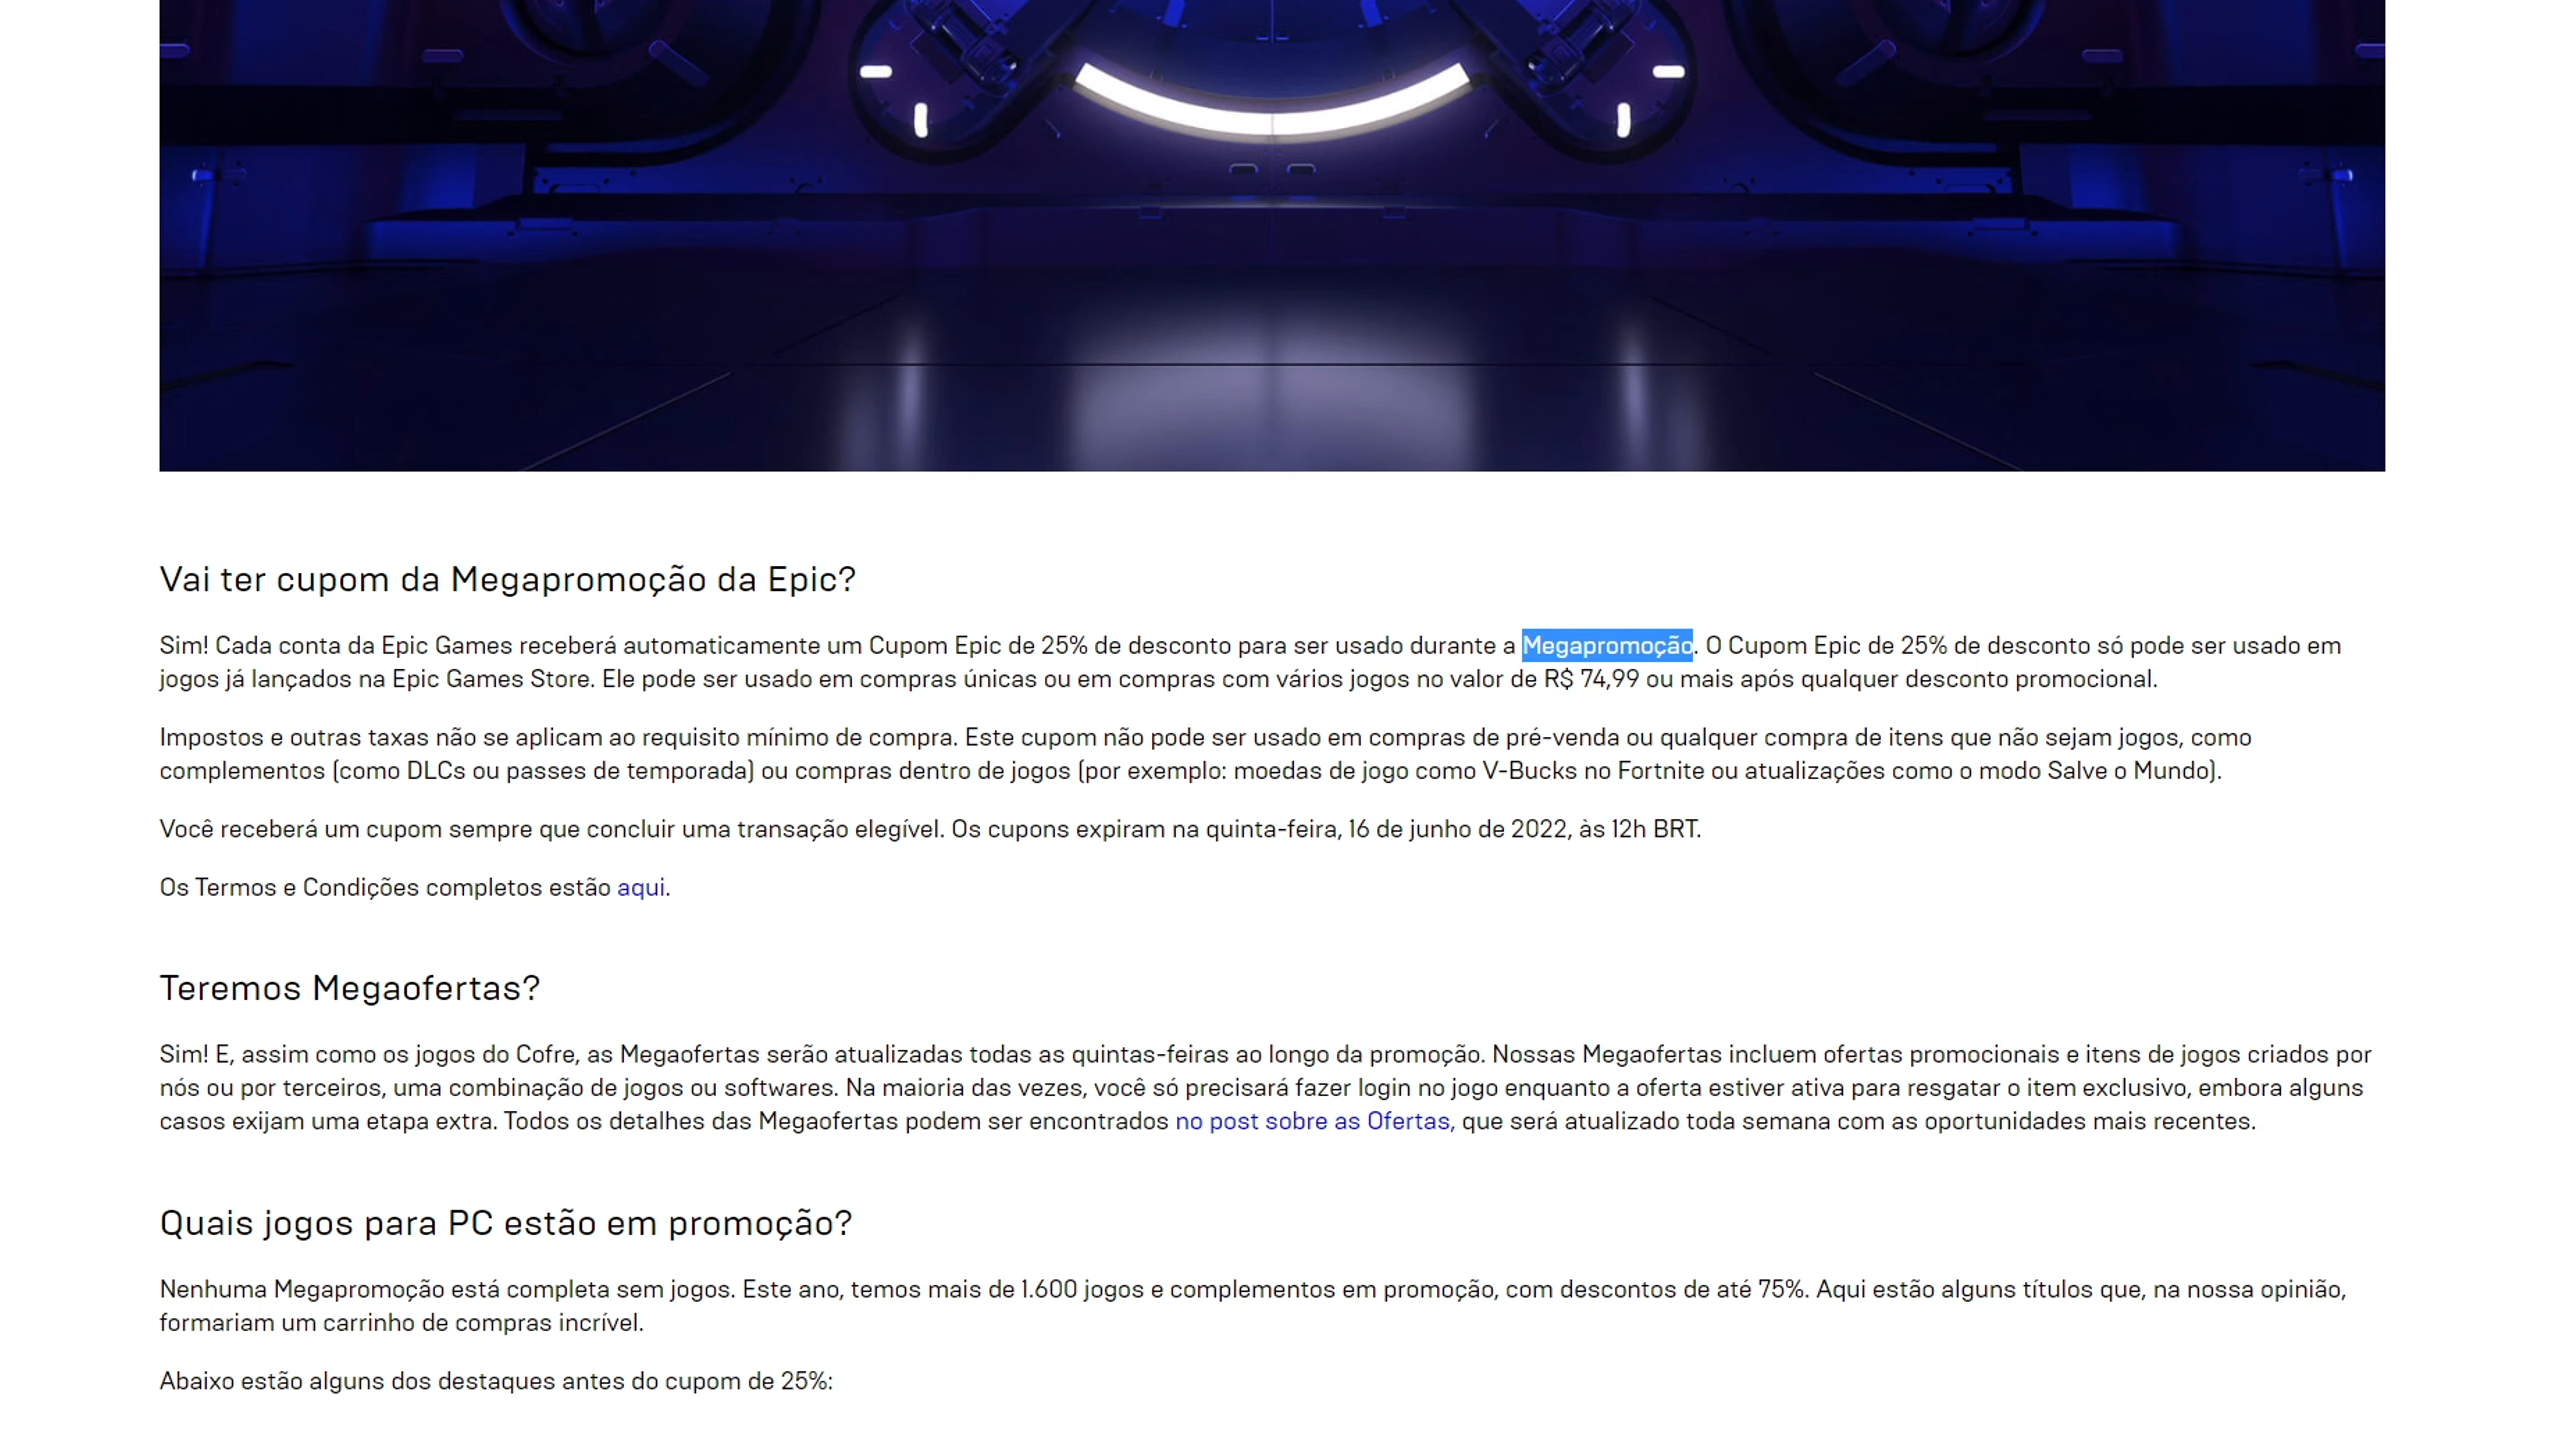 Vai ter cupom da Megapromoção da Epic?
Sim! Cada conta da Epic Games receberá automaticamente um Cupom Epic de 25% de desconto para ser usado durante a Megapromoção. O Cupom Epic de 25% de desconto só pode ser usado em
jogos já lançados na Epic Games Store. Ele pode ser usado em compras únicas ou em compras com vários jogos no valor de R$ 74,99 ou mais após qualquer desconto promocional.
Impostos e outras taxas não se aplicam ao requisito mínimo de compra. Este cupom não pode ser usado em compras de pré-venda ou qualquer compra de itens que não sejam jogos, como
complementos (como DLCs ou passes de temporada) ou compras dentro de jogos (por exemplo: moedas de jogo como V-Bucks no Fortnite ou atualizações como o modo Salve o Mundo).
Você receberá um cupom sempre que concluir uma transação elegível. Os cupons expiram na quinta-feira, 16 de junho de 2022, às 12h BRT.
Os Termos e Condições completos estão aqui.
Teremos Megaofertas?
Sim! E, assim como os jogos do Cofre, as Megaofertas serão atualizadas todas as quintas-feiras ao longo da promoção. Nossas Megaofertas incluem ofertas promocionais e itens de jogos criados por
nós ou por terceiros, uma combinação de jogos ou softwares. Na maioria das vezes, você só precisará fazer login no jogo enquanto a oferta estiver ativa para resgatar o item exclusivo, embora alguns
casos exijam uma etapa extra. Todos os detalhes das Megaofertas podem ser encontrados no post sobre as Ofertas, que será atualizado toda semana com as oportunidades mais recentes.
Quais jogos para PC estão em promoção?
Nenhuma Megapromoção está completa sem jogos. Este ano, temos mais de 1.600 jogos e complementos em promoção, com descontos de até 75%. Aqui estão alguns títulos que, na nossa opinião,
formariam um carrinho de compras incrível.
Abaixo estão alguns dos destaques antes do cupom de 25%: